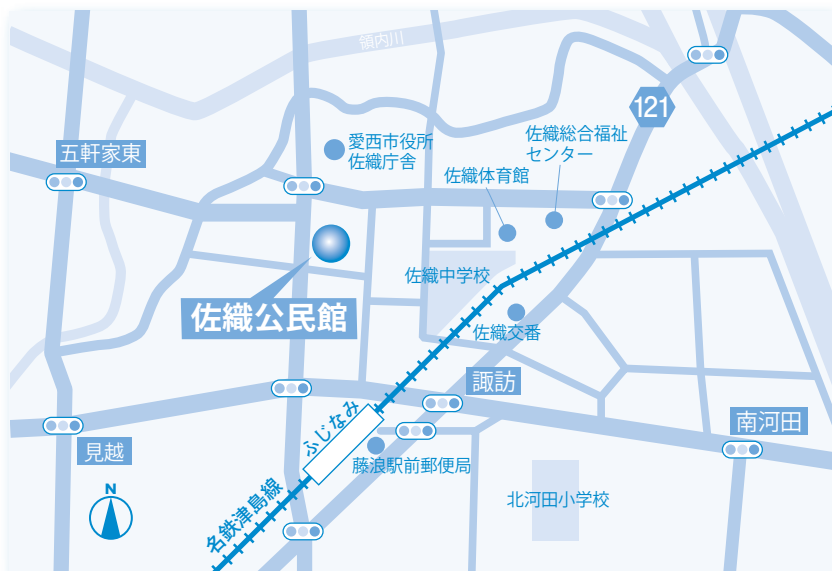 領内川
121
五軒家東
愛西市役所
佐織庁舎
佐織総合福祉
センター
佐織体育館
佐織中学校
佐織公民館
佐織交番
諏訪
ふじなみ
南河田
見越
藤浪駅前郵便局
名鉄津島線
北河田小学校
N